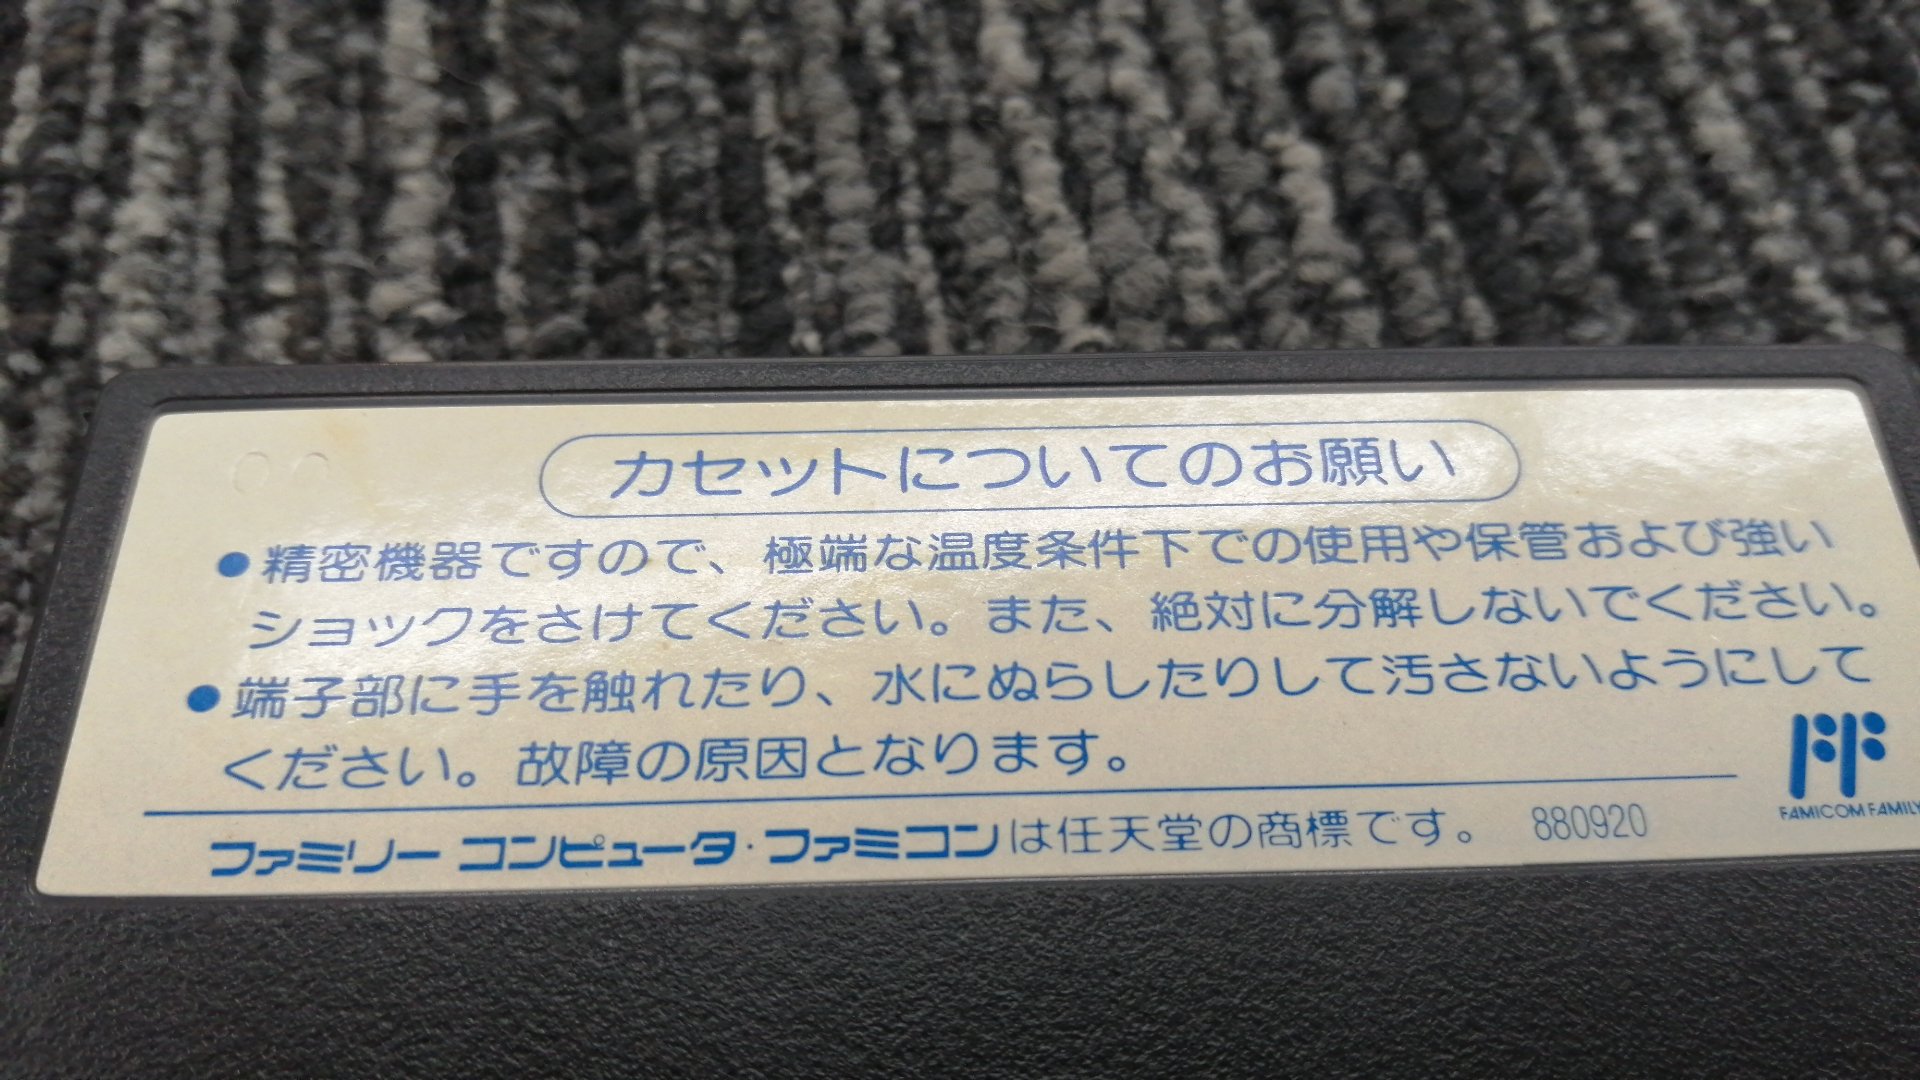 カセットについてのお願い
●精密機器ですので、極端な温度条件下での使用や保管および強い
ショックをさけてください。また、絶対に分解しないでください。
●端子部に手を触れたり、水にぬらしたりして汚さないようにして
ください。故障の原因となります。
FF
FAMICOM FAMILY
ファミリー コンピュータ・ファミコンは任天堂の商標です。 880920